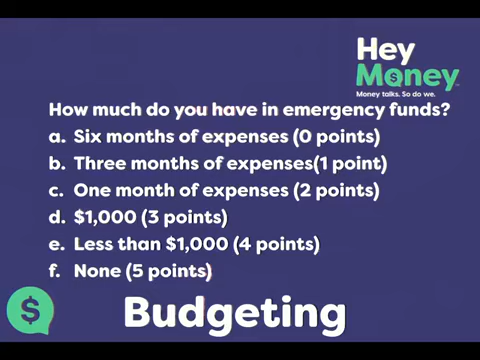 Hey
Money
Money talks. So do we.
How much do you have in emergency funds?
a. Six months of expenses (0 points)
b. Three months of expenses(1 point)
c. One month of expenses (2 points)
d. $1,000 (3 points)
e. Less than $1,000 (4 points)
f. None (5 points)
$
Budgeting